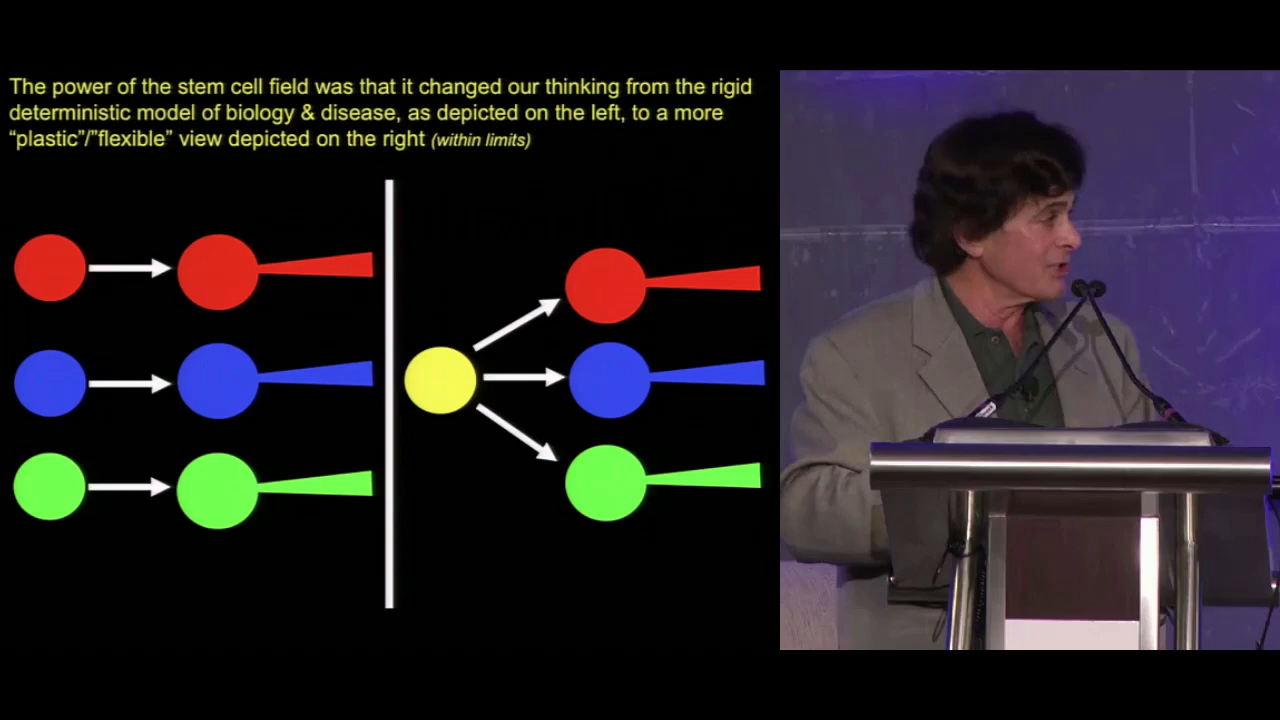 The power of the stem cell field was that it changed our thinking from the rigid
deterministic model of biology & disease, as depicted on the left, to a more
“plastic”/”flexible” view depicted on the right (within limits)